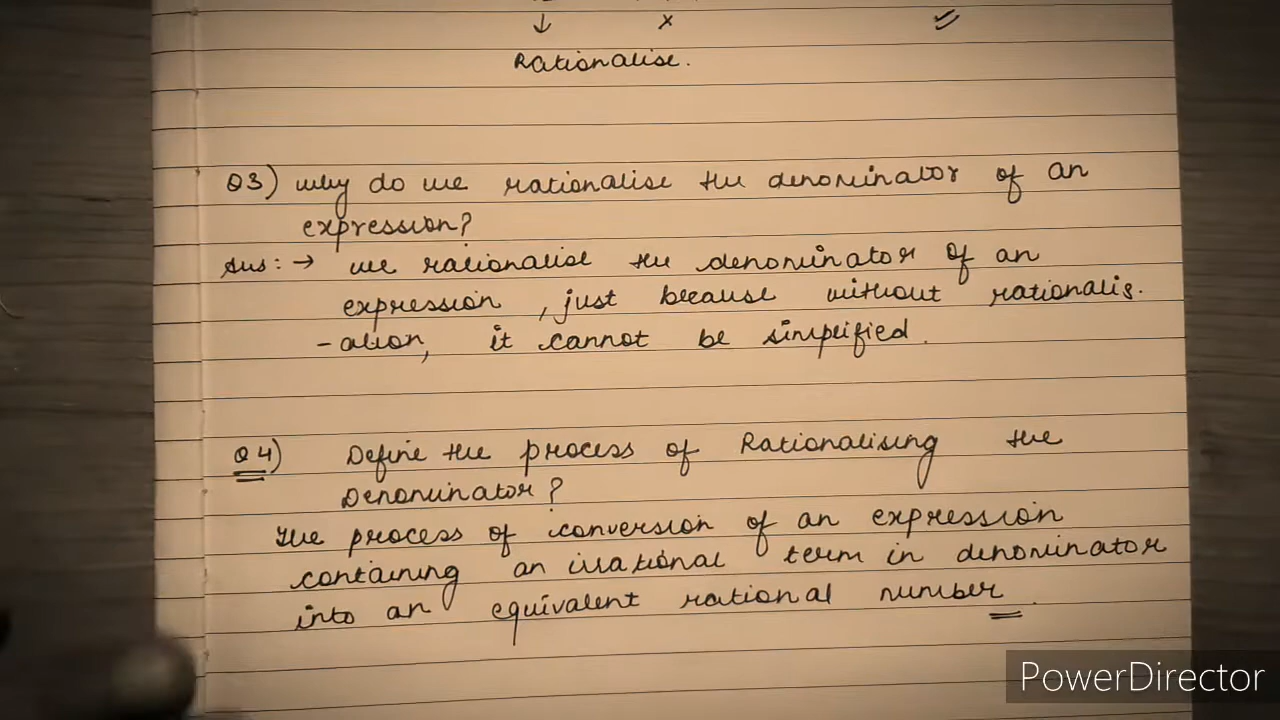 Rationalise.
Q3) why do we rationalise the denominator of an
expression?
Ans: → we rationalise the denominator of an
expression, just because without rationalis.
-ation, it cannot be simplified.
Q4) Define the process of Rationalising the
Denominator?
The process of conversion of an expression
containing an irrational term in denominator
into an equivalent rational number.
PowerDirector